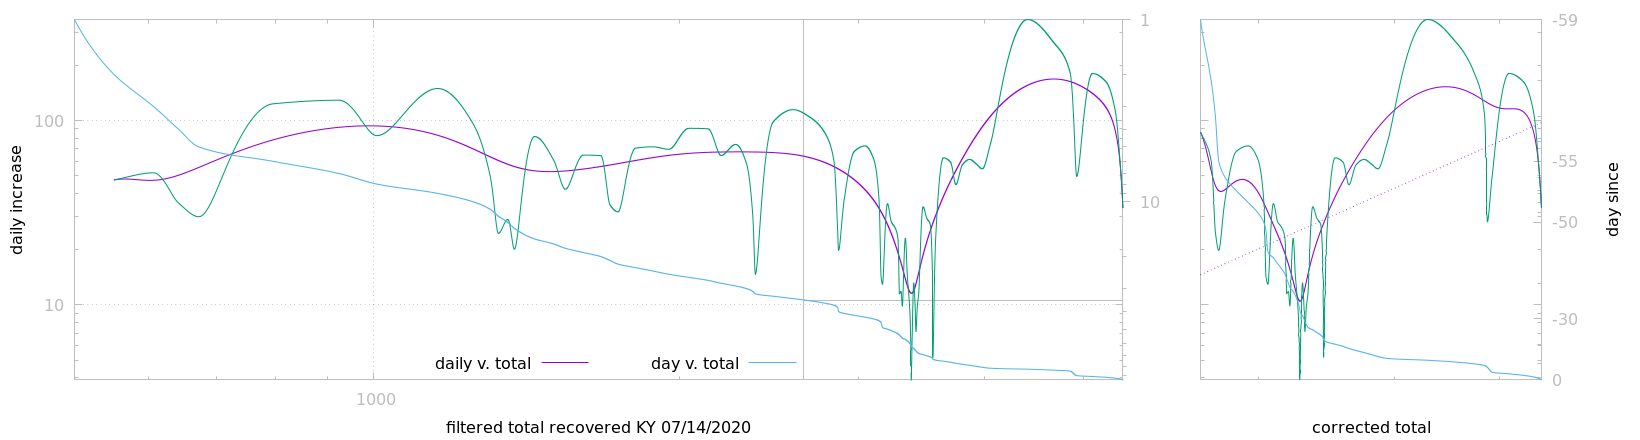 daily increase
100
10
1000
daily v. total
day v. total
1
10
filtered total recovered KY 07/14/2020
-59
-55
-50
-30
0
day since
corrected total